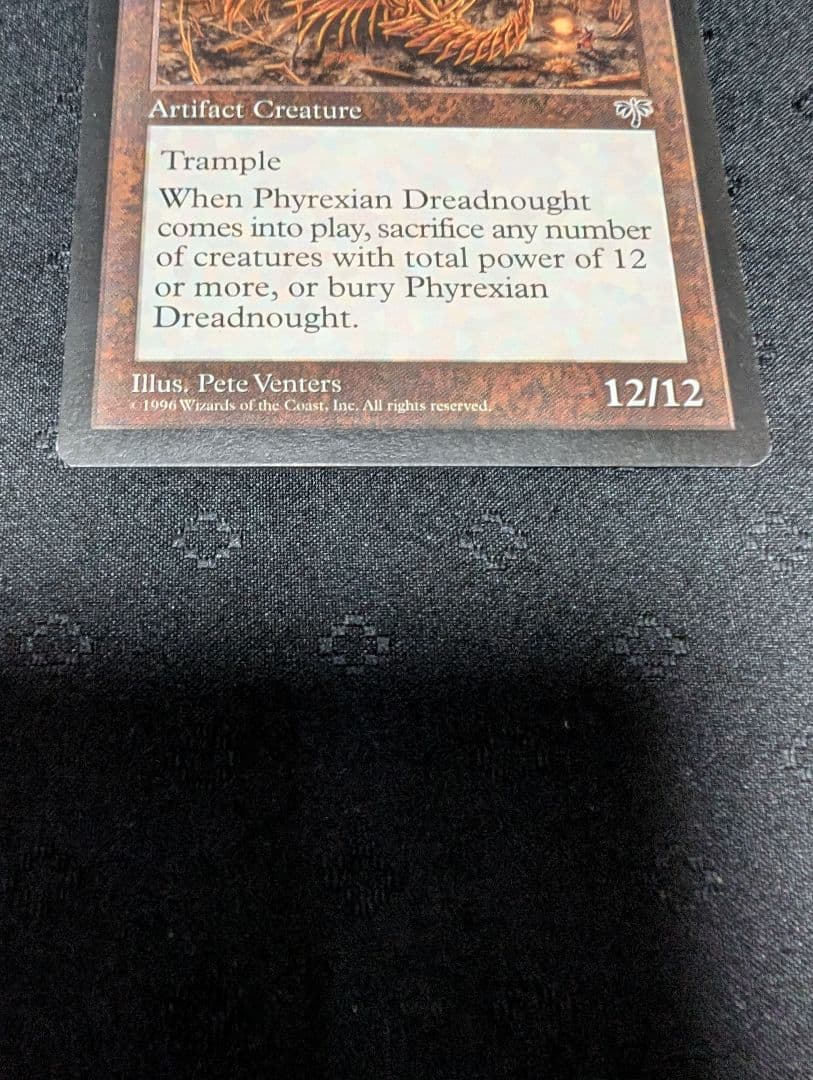 Artifact Creature
Trample
When Phyrexian Dreadnought
comes into play, sacrifice any number
of creatures with total power of 12
or more, or bury Phyrexian
Dreadnought.
Illus. Pete Venters
12/12
© 1996 Wizards of the Coast, Inc. All rights reserved.